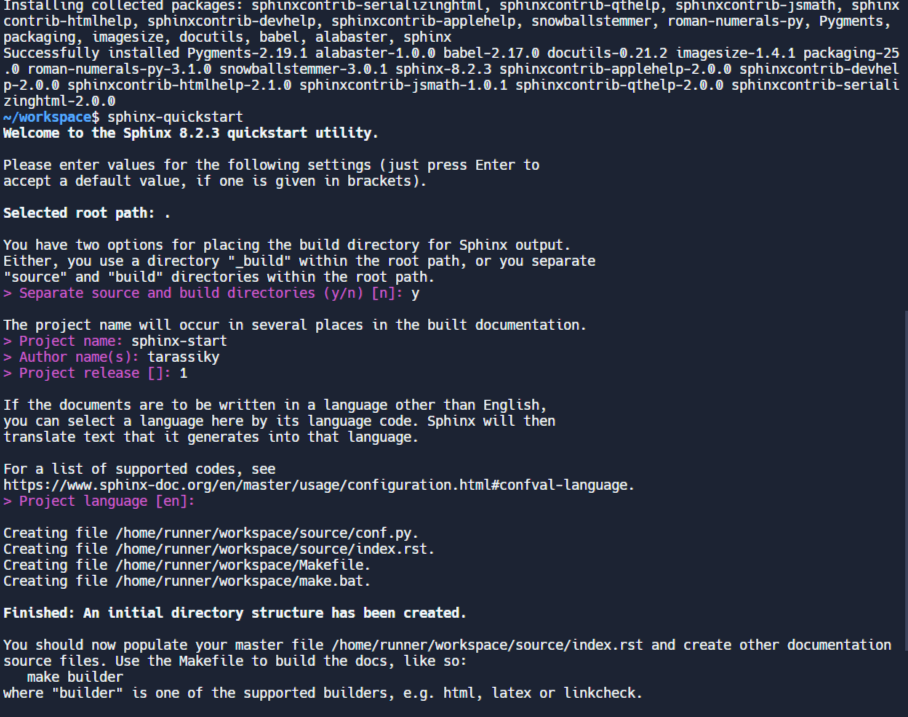 Installing collected packages: sphinxcontrib-serializinghtml, sphinxcontrib-qthelp, sphinxcontrib-jsmath, sphinx
contrib-htmlhelp, sphinxcontrib-devhelp, sphinxcontrib-applehelp, snowballstemmer, roman-numerals-py, Pygments,
packaging, imagesize, docutils, babel, alabaster, sphinx
Successfully installed Pygments-2.19.1 alabaster-1.0.0 babel-2.17.0 docutils-0.21.2 imagesize-1.4.1 packaging-25
.0 roman-numerals-py-3.1.0 snowballstemmer-3.0.1 sphinx-8.2.3 sphinxcontrib-applehelp-2.0.0 sphinxcontrib-devhel
p-2.0.0 sphinxcontrib-htmlhelp-2.1.0 sphinxcontrib-jsmath-1.0.1 sphinxcontrib-qthelp-2.0.0 sphinxcontrib-seriali
zinghtml-2.0.0
~/workspace$ sphinx-quickstart
Welcome to the Sphinx 8.2.3 quickstart utility.
Please enter values for the following settings (just press Enter to
accept a default value, if one is given in brackets).
Selected root path: .
You have two options for placing the build directory for Sphinx output.
Either, you use a directory "_build" within the root path, or you separate
"source" and "build" directories within the root path.
> Separate source and build directories (y/n) [n]: y
The project name will occur in several places in the built documentation.
> Project name: sphinx-start
> Author name(s): tarassiky
> Project release []: 1
If the documents are to be written in a language other than English,
you can select a language here by its language code. Sphinx will then
translate text that it generates into that language.
For a list of supported codes, see
https://www.sphinx-doc.org/en/master/usage/configuration.html#confval-language.
> Project language [en]:
Creating file /home/runner/workspace/source/conf.py.
Creating file /home/runner/workspace/source/index.rst.
Creating file /home/runner/workspace/Makefile.
Creating file /home/runner/workspace/make.bat.
Finished: An initial directory structure has been created.
You should now populate your master file /home/runner/workspace/source/index.rst and create other documentation
source files. Use the Makefile to build the docs, like so:
make builder
where "builder" is one of the supported builders, e.g. html, latex or linkcheck.